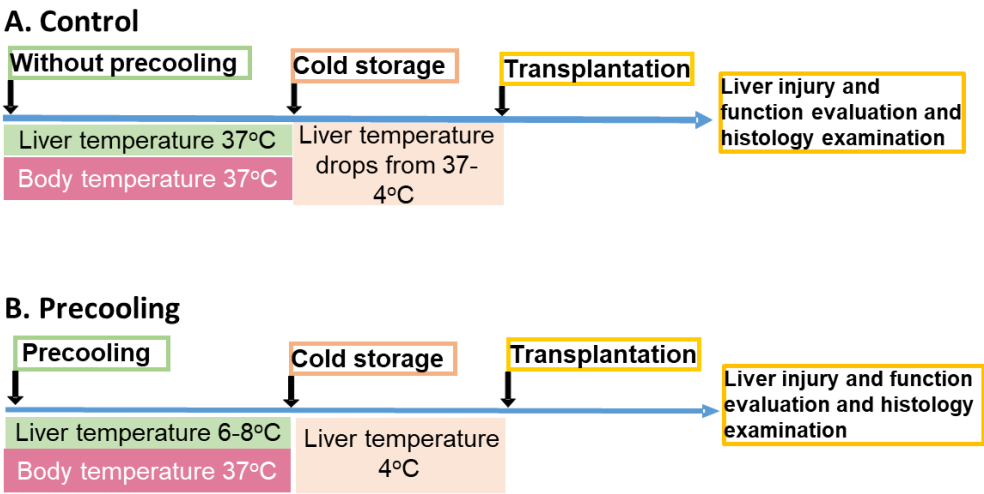 A. Control
Without precooling
Cold storage
Transplantation
Liver injury and
function evaluation and
histology examination
Liver temperature 37°C
Body temperature 37°C
Liver temperature
drops from 37-
4°C
B. Precooling
Precooling
Cold storage
Transplantation
Liver injury and function
evaluation and histology
examination
Liver temperature 6-8°C
Body temperature 37°C
Liver temperature
4°C